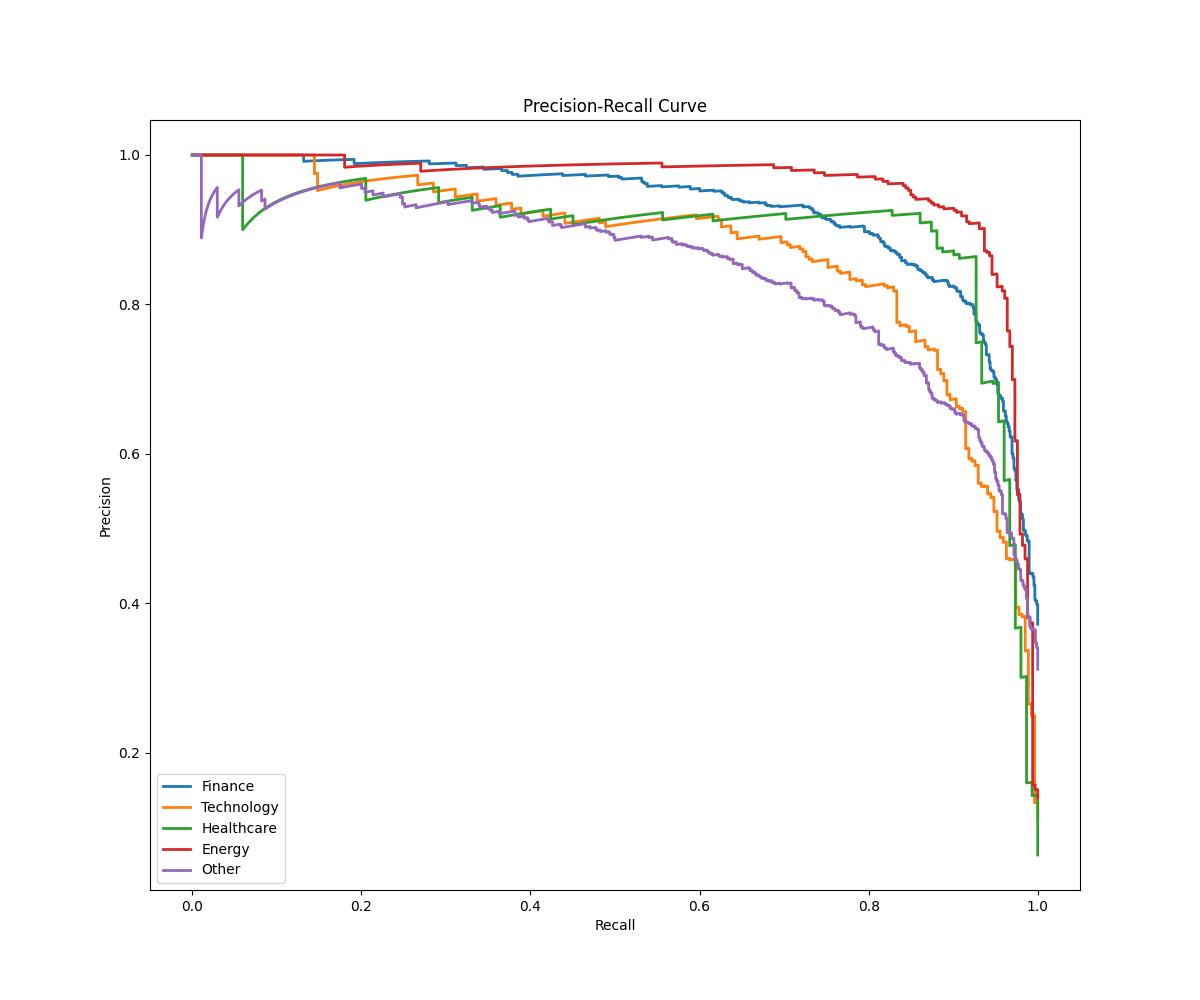 Precision-Recall Curve
1.0
0.8
0.6
0.4
0.2
Precision
Finance
Technology
Healthcare
Energy
Other
0.0 0.2 0.4 0.6 0.8 1.0
Recall